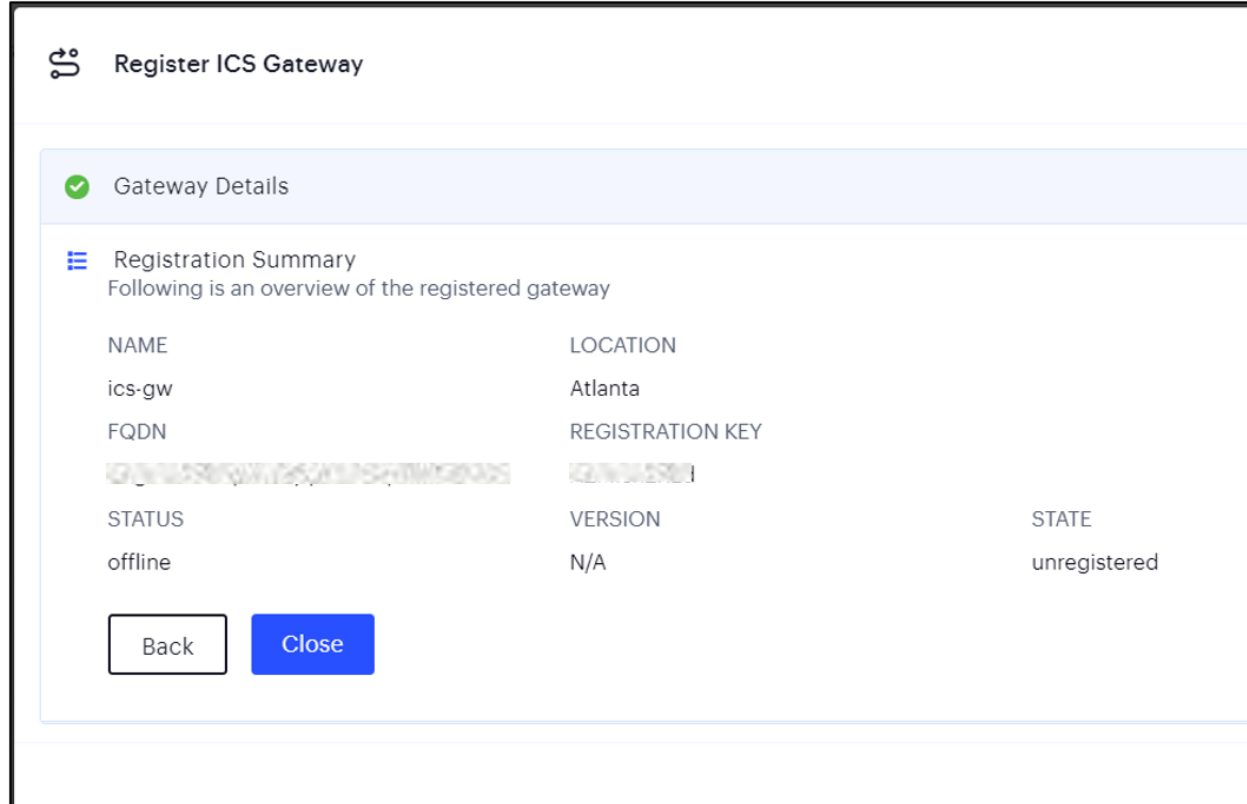 Register ICS Gateway
Gateway Details
Registration Summary
Following is an overview of the registered gateway
NAME LOCATION
ics-gw Atlanta
FQDN REGISTRATION KEY
STATUS VERSION STATE
offline N/A unregistered
Back Close